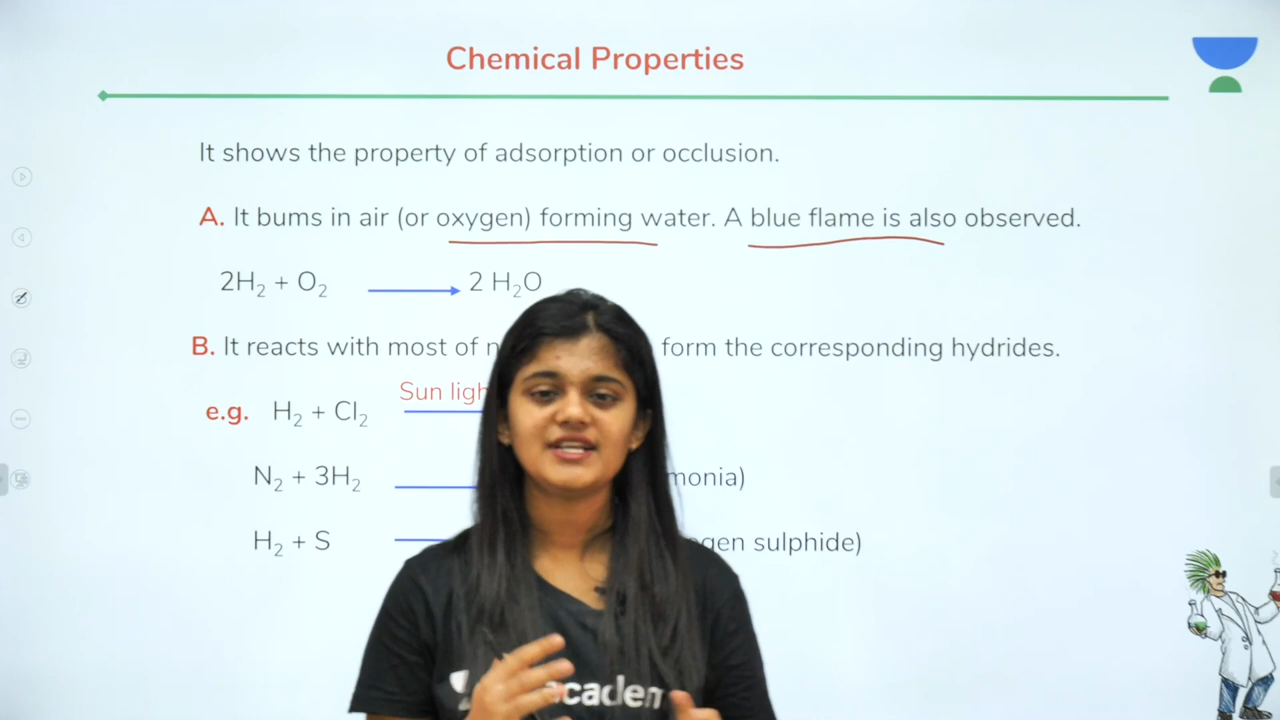 Chemical Properties
It shows the property of adsorption or occlusion.
A. It bums in air (or oxygen) forming water. A blue flame is also observed.
2H₂ + O₂ 2 H₂O
B. It reacts with most of form the corresponding hydrides.
Sun
e.g. H₂ + Cl₂
N₂ + 3H₂
H₂ + S sulphide)